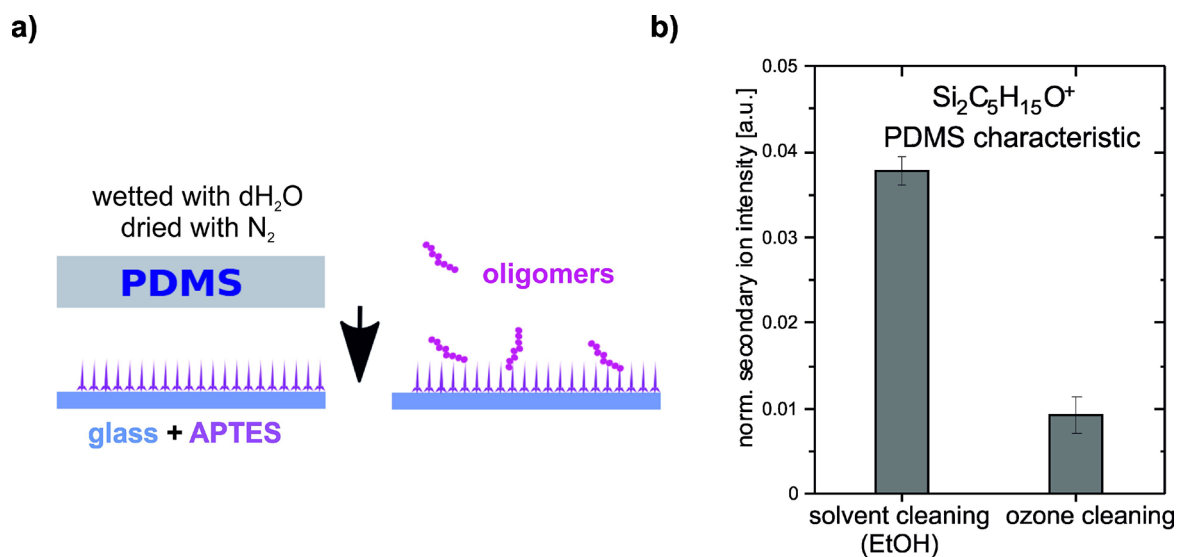 a)
wetted with dH₂O
dried with N₂
PDMS
oligomers
glass + APTES
b)
norm. secondary ion intensity [a.u.]
0.05
0.04
0.03
0.02
0.01
0
Si₂C₅H₁₅O⁺
PDMS characteristic
solvent cleaning
(EtOH)
ozone cleaning